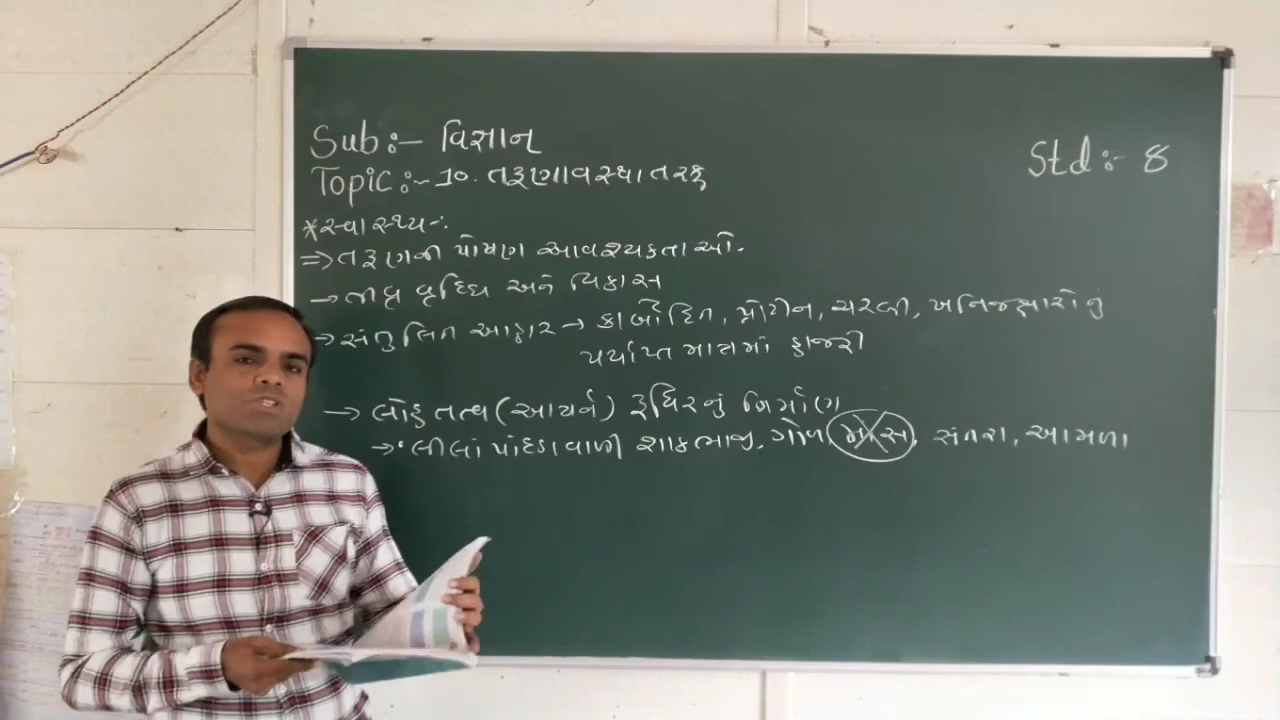 Sub:- વિજ્ઞાન
Std:- 8
Topic:- 10. તરૂણાવસ્થા તરફ
*સ્વાસ્થ્ય-:
⇒ તરૂણની પોષણ આવશ્યકતાઓ.
→ તીવ્ર વૃદ્ધિ અને વિકાસ
→ સંતુલિત આહાર → કાર્બોદિત, પ્રોટીન, ચરબી, ખનિજક્ષારોનું
પર્યાપ્ત માત્રામાં હાજરી
→ લોહતત્વ (આયર્ન) રૂધિરનું નિર્માણ
→ લીલાં પાંદડાવાળી શાકભાજી, ગોળ, માંસ, સંતરા, આમળા